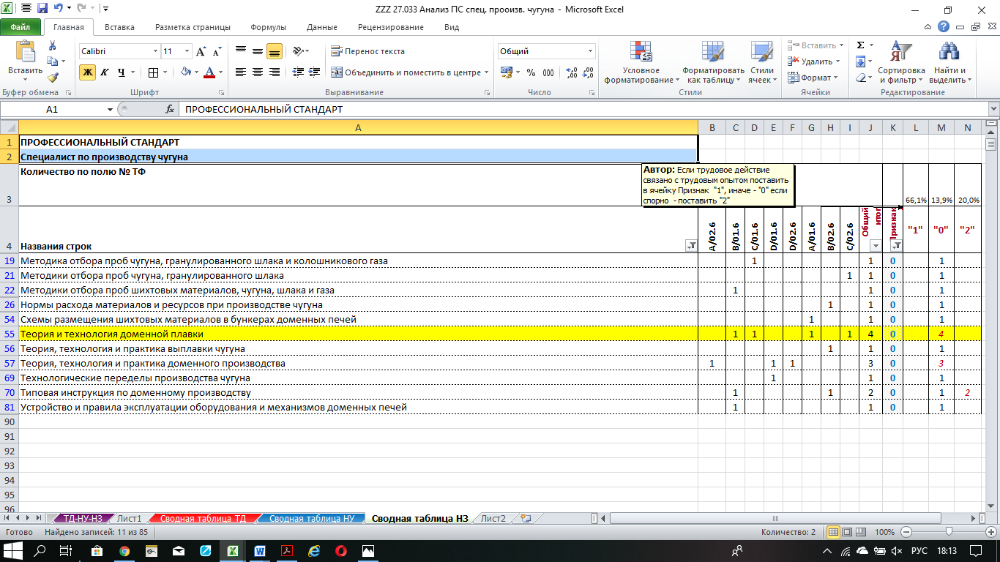 ZZZ 27.033 Анализ ПС спец. прооизв. чугуна - Microsoft Excel
Файл Главная Вставка Разметка страницы Формулы Данные Рецензирование Вид
Вставить
Буфер обмена
Calibri 11
Ж К Ч
Шрифт
Перенос текста
Объединить и поместить в центре
Выравнивание
Общий
% 000
Число
Условное форматирование
Форматировать как таблицу
Стили ячеек
Стили
Вставить
Удалить
Формат
Ячейки
Σ
Сортировка и фильтр
Найти и выделить
Редактирование
A1 fx ПРОФЕССИОНАЛЬНЫЙ СТАНДАРТ
A B C D E F G H I J K L M N
1 ПРОФЕССИОНАЛЬНЫЙ СТАНДАРТ
2 Специалист по производству чугуна
Количество по полю № ТФ
Автор: Если трудовое действие
связано с трудовым опытом поставить
в ячейку Признак "1", иначе - "0" если
спорно - поставить "2"
3 66,1% 13,9% 20,0%
4 Названия строк A/02.6 B/01.6 C/01.6 D/01.6 D/02.6 A/01.6 B/02.6 C/02.6 Общий итог Признак "1" "0" "2"
19 Методика отбора проб чугуна, гранулированного шлака и колошникового газа 1 1 0 1
21 Методики отбора проб чугуна, гранулированного шлака 1 1 0 1
22 Методики отбора проб шихтовых материалов, чугуна, шлака и газа 1 1 0 1
26 Нормы расхода материалов и ресурсов при производстве чугуна 1 1 0 1
54 Схемы размещения шихтовых материалов в бункерах доменных печей 1 1 0 1
55 Теория и технология доменной плавки 1 1 1 1 4 0 4
56 Теория, технология и практика выплавки чугуна 1 1 0 1
57 Теория, технология и практика доменного производства 1 1 1 3 0 3
69 Технологические переделы производства чугуна 1 1 0 1
70 Типовая инструкция по доменному производству 1 1 2 0 1 2
81 Устройство и правила эксплуатации оборудования и механизмов доменных печей 1 1 0 1
90
91
92
93
94
95
96
ТД-НУ-НЗ Лист1 Сводная таблица ТД Сводная таблица НУ Сводная таблица НЗ Лист2
Готово Найдено записей: 11 из 85 Количество: 2 100%
РУС 18:13